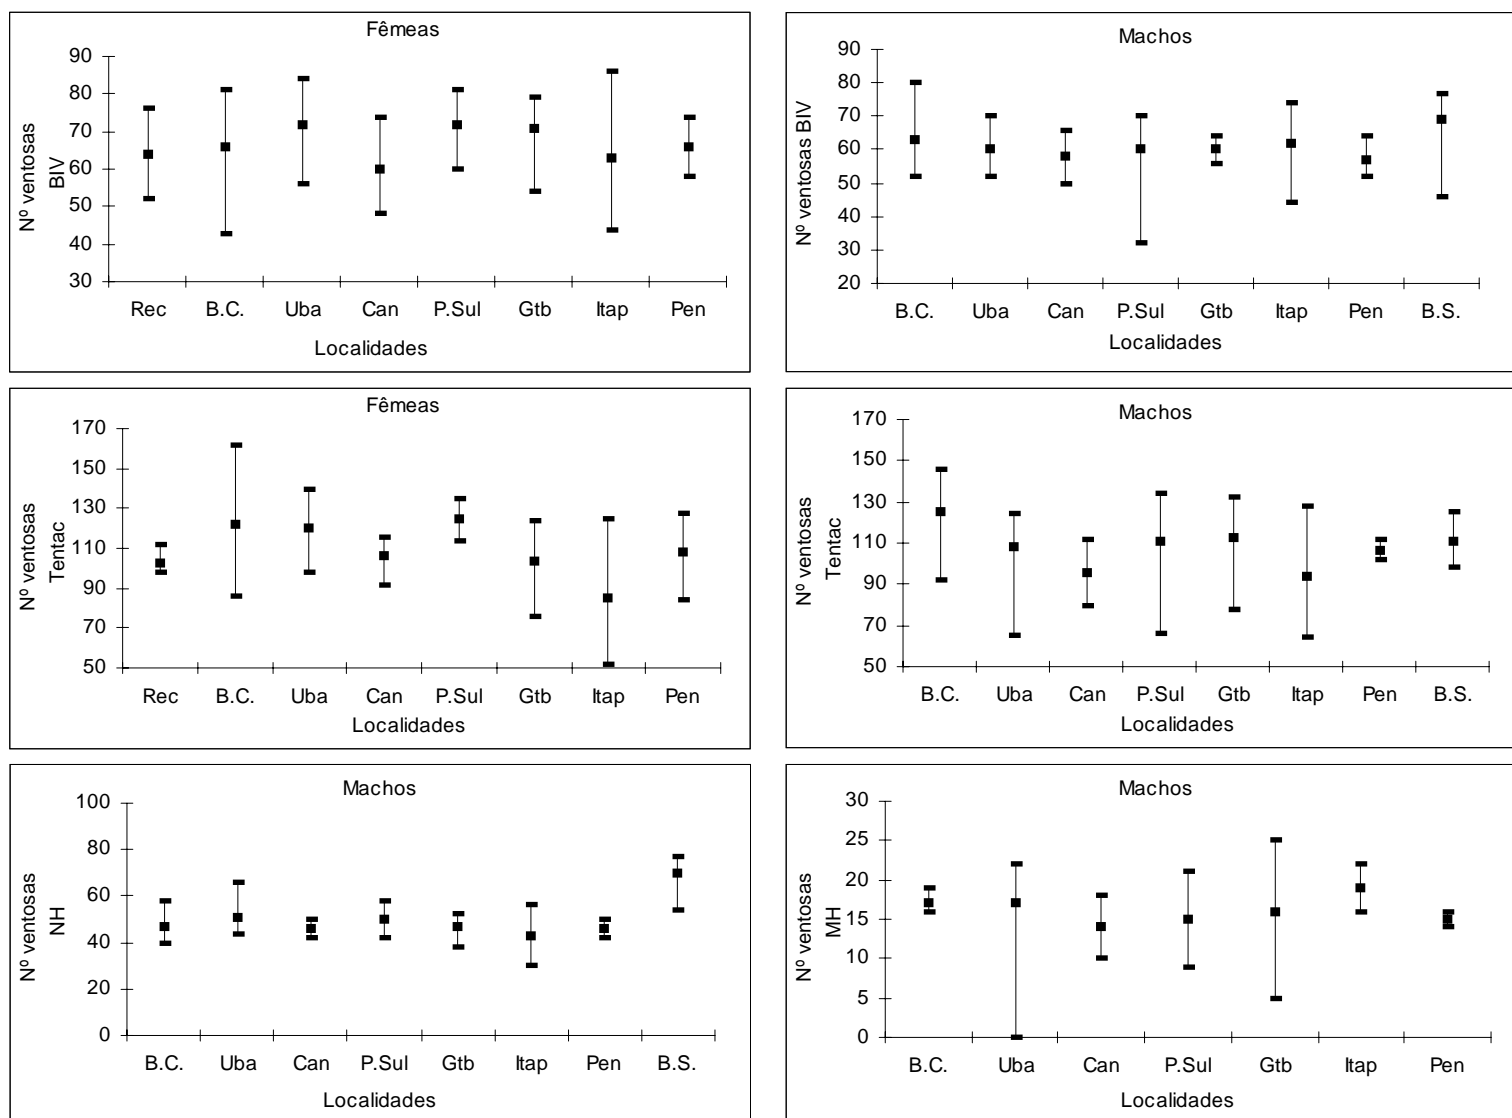 Fêmeas
90
80
70
60
50
40
30
Nº ventosas
BIV
Rec B.C. Uba Can P.Sul Gtb Itap Pen
Localidades
Machos
90
80
70
60
50
40
30
20
Nº ventosas BIV
B.C. Uba Can P.Sul Gtb Itap Pen B.S.
Localidades
Fêmeas
170
150
130
110
90
70
50
Nº ventosas
Tentac
Rec B.C. Uba Can P.Sul Gtb Itap Pen
Localidades
Machos
170
150
130
110
90
70
50
Nº ventosas
Tentac
B.C. Uba Can P.Sul Gtb Itap Pen B.S.
Localidades
Machos
100
80
60
40
20
0
Nº ventosas
NH
B.C. Uba Can P.Sul Gtb Itap Pen B.S.
Localidades
Machos
30
25
20
15
10
5
0
Nº ventosas
MH
B.C. Uba Can P.Sul Gtb Itap Pen
Localidades